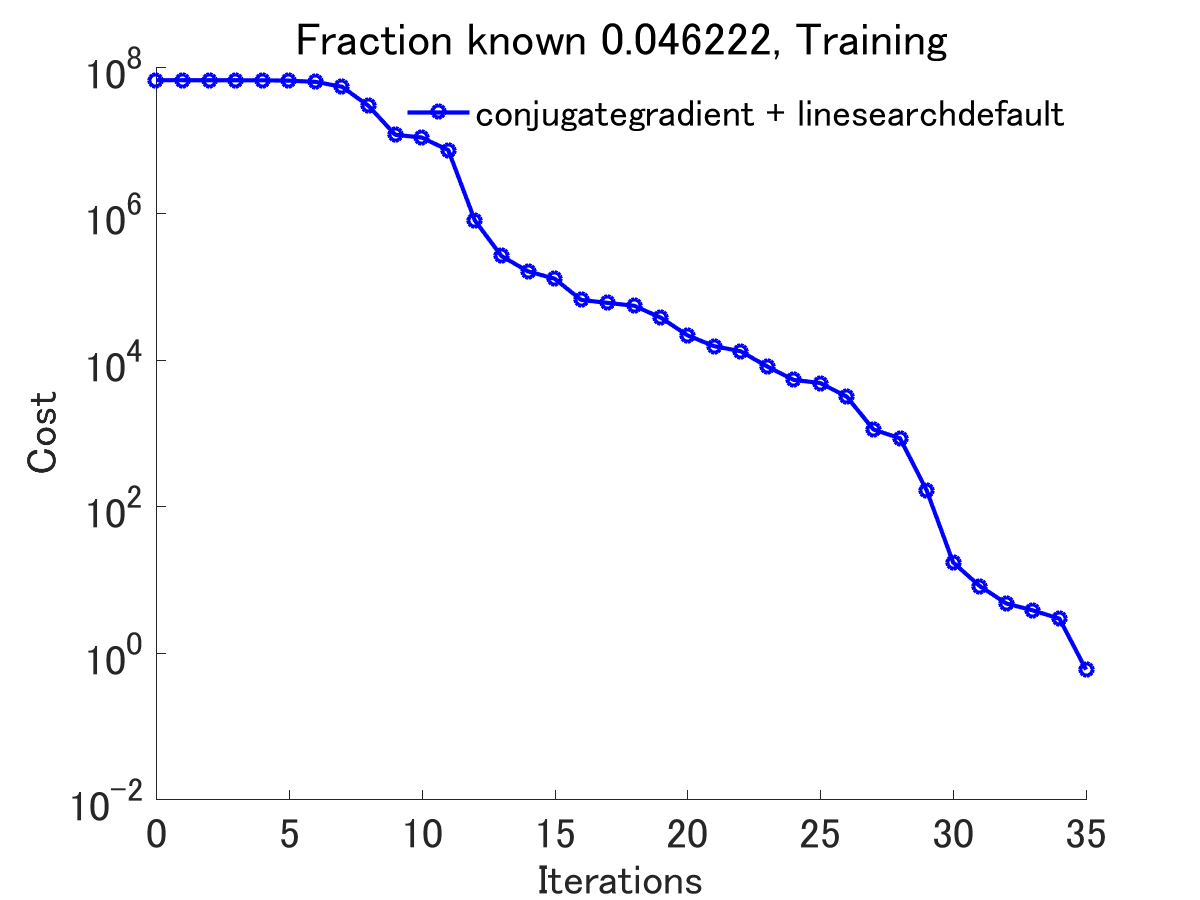 Fraction known 0.046222, Training
conjugategradient + linesearchdefault
Cost
10^8
10^6
10^4
10^2
10^0
10^-2
0 5 10 15 20 25 30 35
Iterations